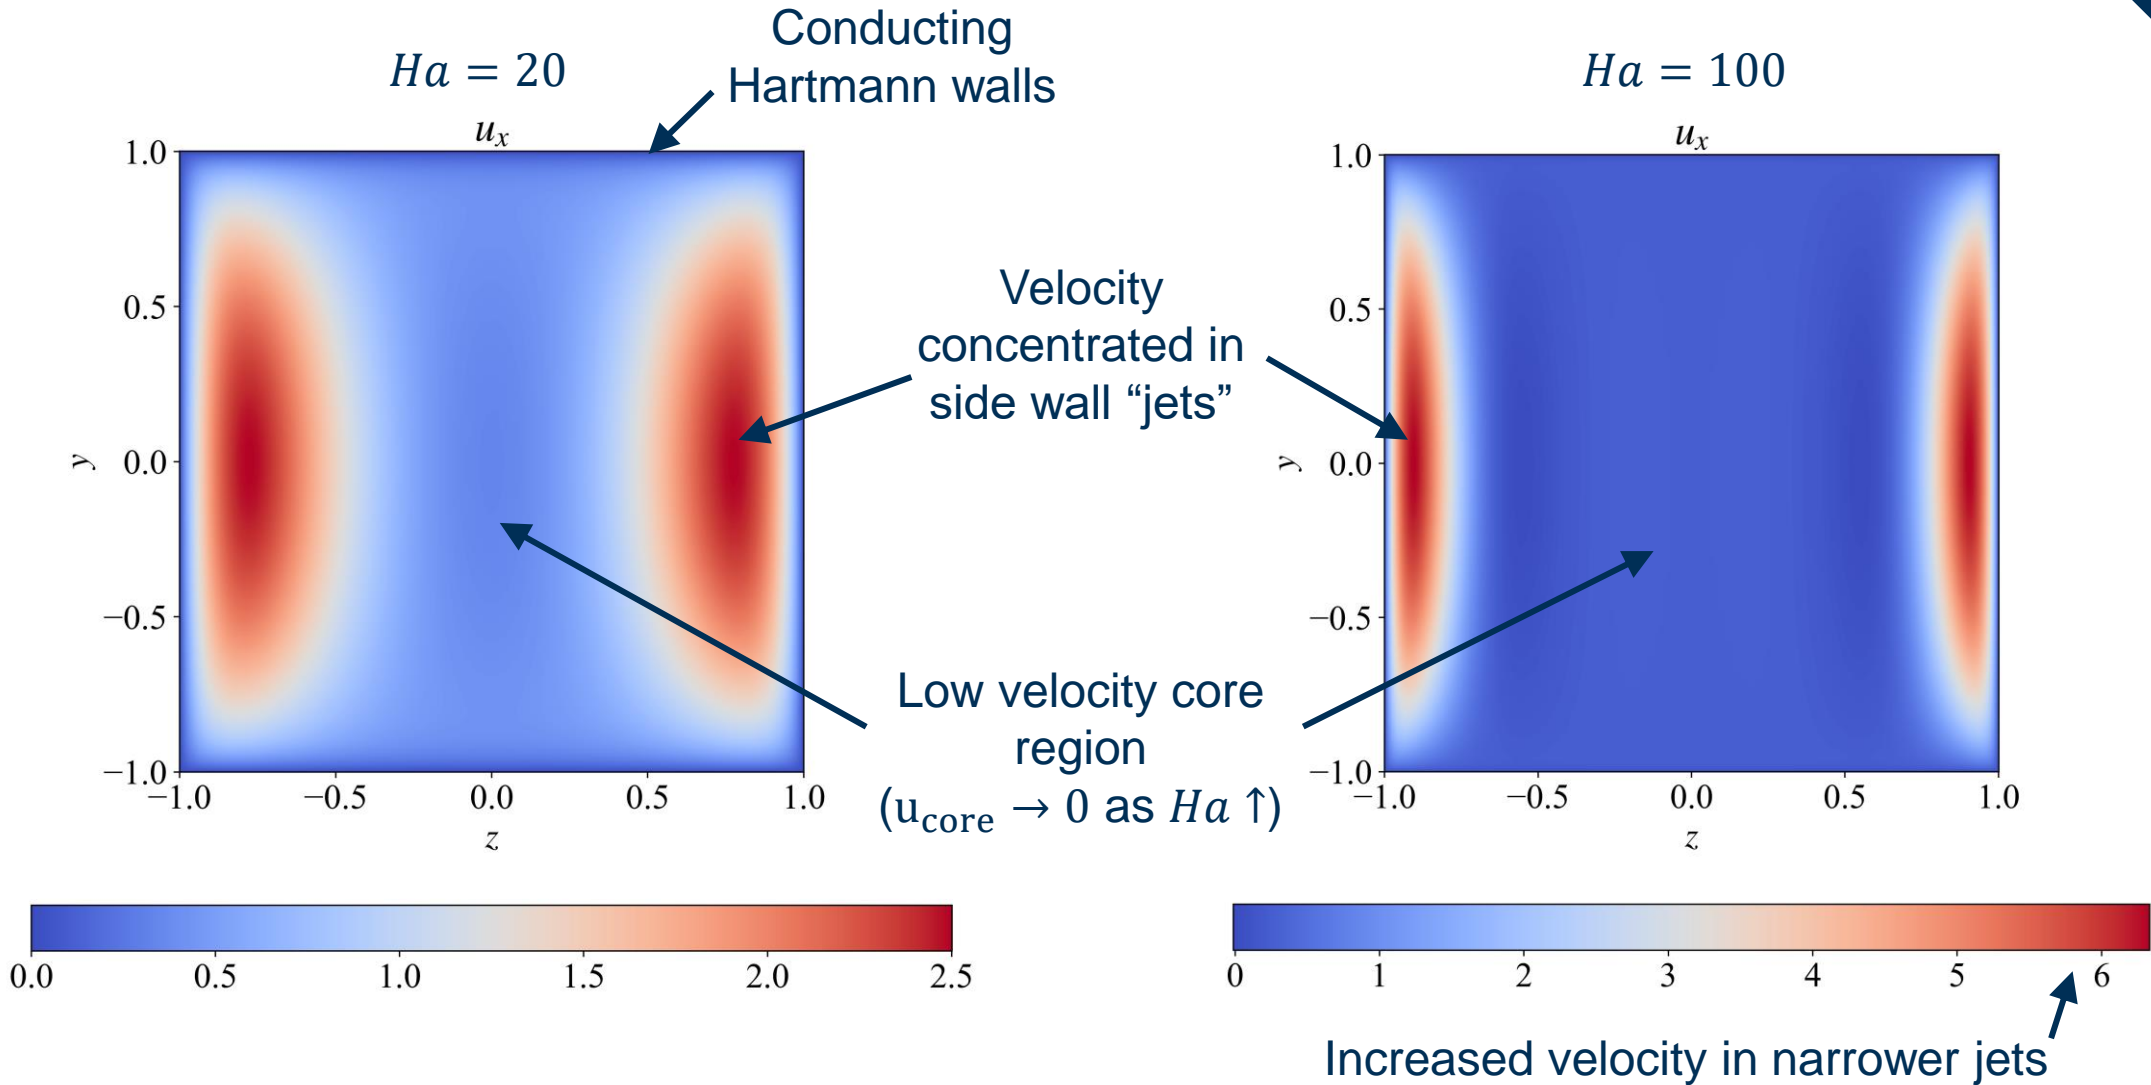 Conducting
Hartmann walls
Ha = 20
Ha = 100
u_x
1.0
0.5
0.0
−0.5
−1.0
y
−1.0 −0.5 0.0 0.5 1.0
z
0.0 0.5 1.0 1.5 2.0 2.5
Velocity
concentrated in
side wall “jets”
Low velocity core
region
(u_core → 0 as Ha ↑)
u_x
1.0
0.5
0.0
−0.5
−1.0
y
−1.0 −0.5 0.0 0.5 1.0
z
0 1 2 3 4 5 6
Increased velocity in narrower jets